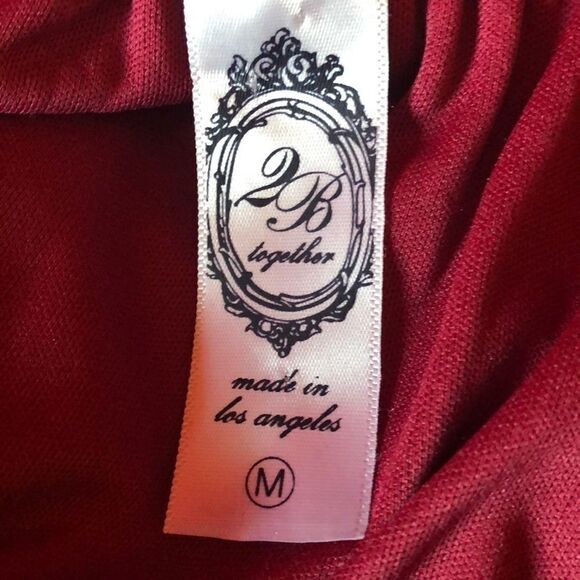 2B
together
made in
los angeles
M